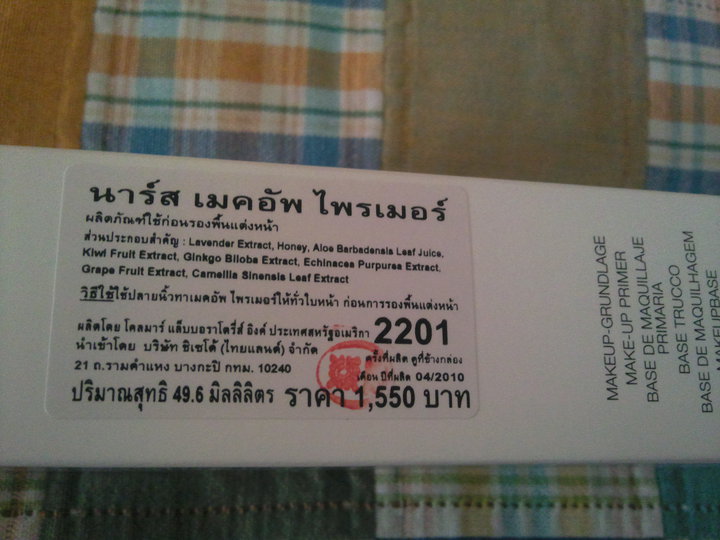 นาร์ส เมคอัพ ไพรเมอร์
ผลิตภัณฑ์ใช้ก่อนรองพื้นแต่งหน้า
ส่วนประกอบสำคัญ : Lavender Extract, Honey, Aloe Barbadensis Leaf Juice,
Kiwi Fruit Extract, Ginkgo Biloba Extract, Echinacea Purpurea Extract,
Grape Fruit Extract, Camellia Sinensis Leaf Extract
วิธีใช้ ใช้ปลายนิ้วทาเมคอัพ ไพรเมอร์ให้ทั่วใบหน้า ก่อนการรองพื้นแต่งหน้า
ผลิตโดย โคลมาร์ แล็บบอราโตรี่ส์ อิงค์ ประเทศสหรัฐอเมริกา 2201
นำเข้าโดย บริษัท ชิเซโด้ (ไทยแลนด์) จำกัด ครั้งที่ผลิต ดูที่ข้างกล่อง
21 ถ.รามคำแหง บางกะปิ กทม. 10240 เดือน ปีที่ผลิต 04/2010
ปริมาณสุทธิ 49.6 มิลลิลิตร ราคา 1,550 บาท
MAKEUP-GRUNDLAGE
MAKE-UP PRIMER
BASE DE MAQUILLAJE
PRIMARIA
BASE TRUCCO
BASE DE MAQUILHAGEM
MAKEUPBASE